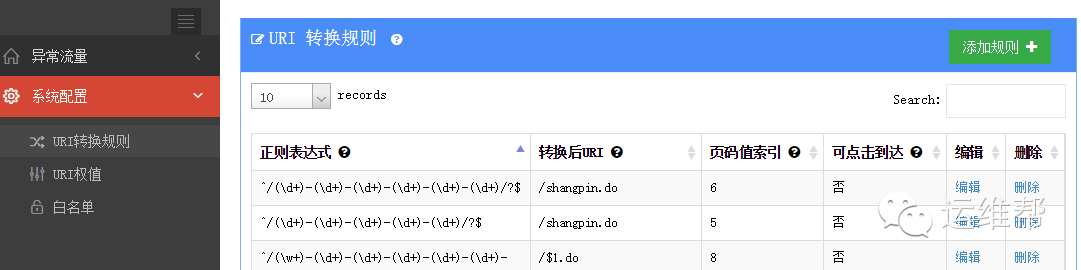 异常流量
系统配置
URI转换规则
URI权值
白名单
URI 转换规则
添加规则
10 records
Search:
正则表达式 转换后URI 页码值索引 可点击到达 编辑 删除
^/(\d+)-(\d+)-(\d+)-(\d+)-(\d+)-(\d+)/?$ /shangpin.do 6 否 编辑 删除
^/(\d+)-(\d+)-(\d+)-(\d+)-(\d+)/?$ /shangpin.do 5 否 编辑 删除
^/(\w+)-(\d+)-(\d+)-(\d+)-(\d+)-(\d+)- /$1.do 8 否 编辑 删除
运维帮